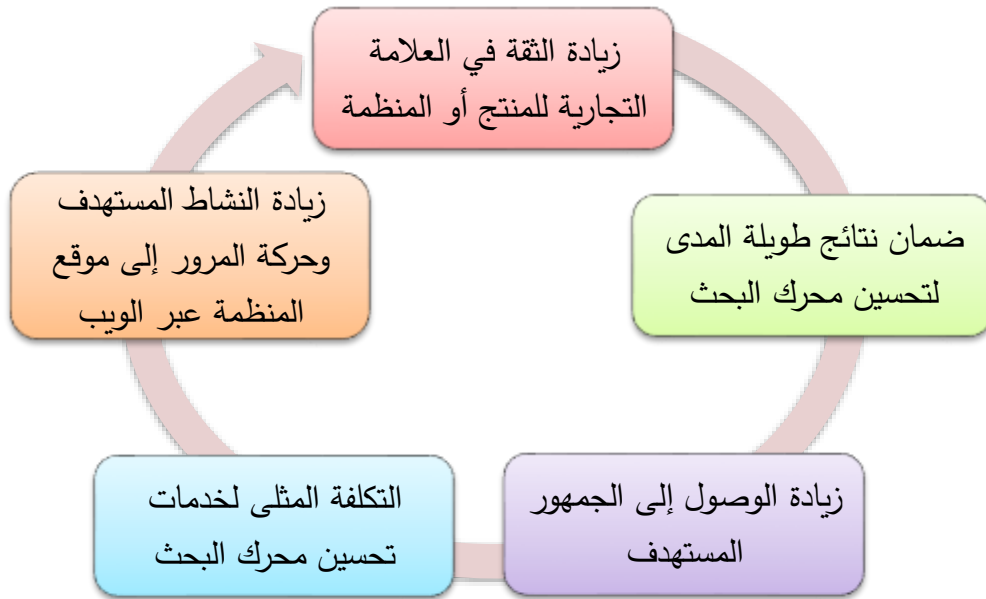 زيادة الثقة في العلامة
التجارية للمنتج أو المنظمة
ضمان نتائج طويلة المدى
لتحسين محرك البحث
زيادة الوصول إلى الجمهور
المستهدف
التكلفة المثلى لخدمات
تحسين محرك البحث
زيادة النشاط المستهدف
وحركة المرور إلى موقع
المنظمة عبر الويب